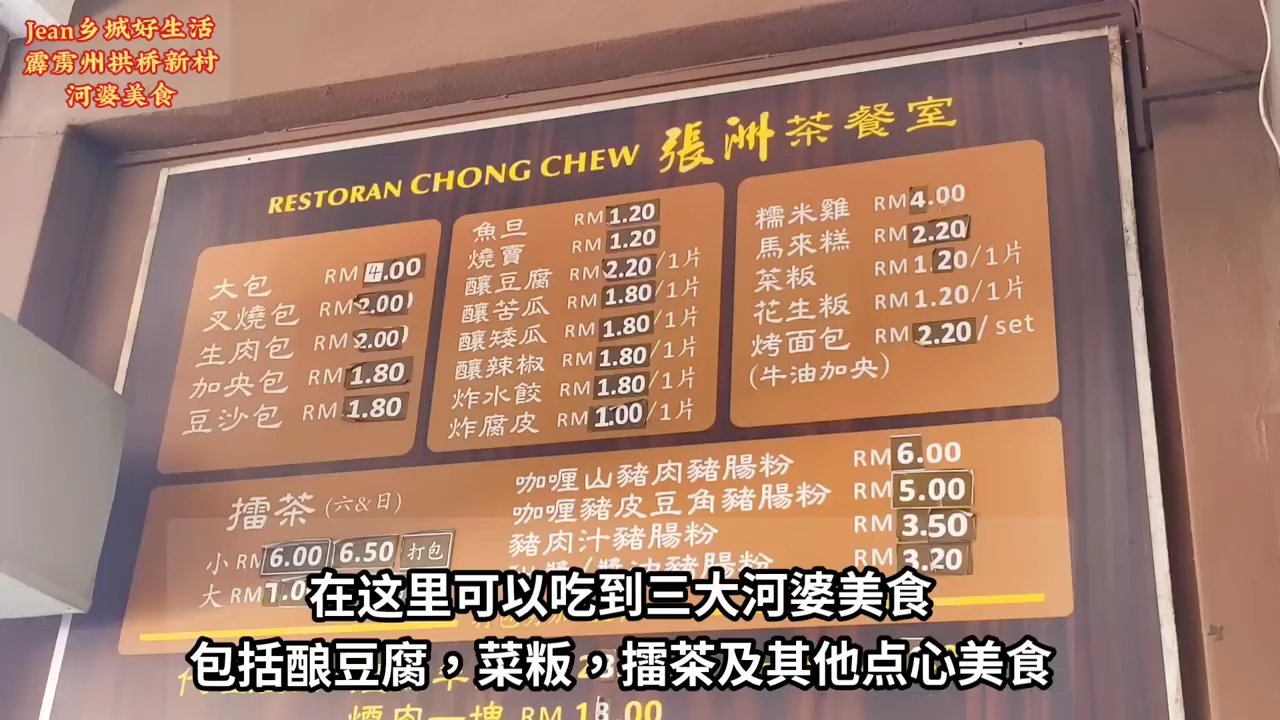 Jean乡城好生活
霹雳州拱桥新村
河婆美食
RESTORAN CHONG CHEW 張洲茶餐室
大包 RM 4.00
叉燒包 RM 2.00
生肉包 RM 2.00
加央包 RM 1.80
豆沙包 RM 1.80
魚旦 RM 1.20
燒賣 RM 1.20
釀豆腐 RM 2.20/1片
釀苦瓜 RM 1.80/1片
釀矮瓜 RM 1.80/1片
釀辣椒 RM 1.80/1片
炸水餃 RM 1.80/1片
炸腐皮 RM 1.00/1片
糯米雞 RM 4.00
馬來糕 RM 2.20
菜粄 RM 1.20/1片
花生粄 RM 1.20/1片
烤面包 RM 2.20/ set
(牛油加央)
擂茶 (六&日)
小 RM 6.00 6.50 打包
大 RM 7.0
咖喱山豬肉豬腸粉 RM 6.00
咖喱豬皮豆角豬腸粉 RM 5.00
豬肉汁豬腸粉 RM 3.50
豬腸粉 RM 3.20
煙肉一塊 RM 18.00
在这里可以吃到三大河婆美食
包括酿豆腐，菜粄，擂茶及其他点心美食